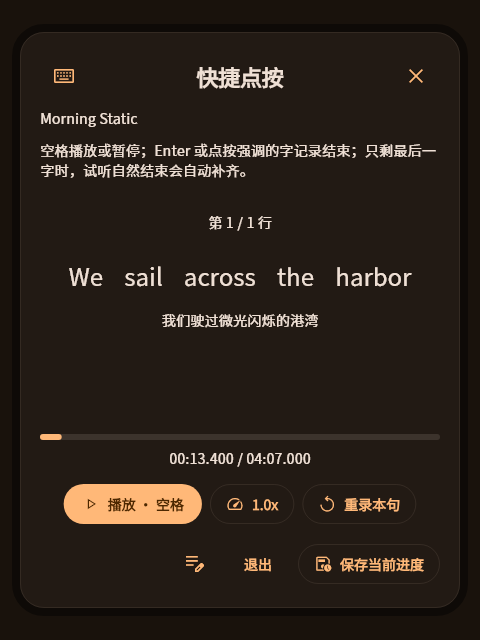 快捷点按
Morning Static
空格播放或暂停；Enter 或点按强调的字记录结束；只剩最后一
字时，试听自然结束会自动补齐。
第 1 / 1 行
We sail across the harbor
我们驶过微光闪烁的港湾
00:13.400 / 04:07.000
播放 · 空格
1.0x
重录本句
退出
保存当前进度